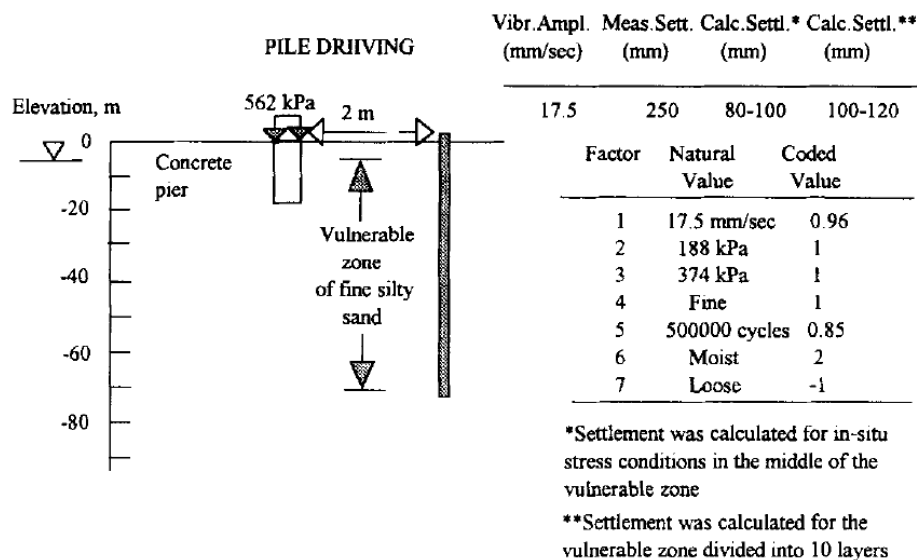 PILE DRIIVING
Elevation, m
562 kPa
2 m
0
-20
-40
-60
-80
Concrete
pier
Vulnerable
zone
of fine silty
sand
Vibr.Ampl. Meas.Sett. Calc.Settl.* Calc.Settl.**
(mm/sec) (mm) (mm) (mm)
17.5 250 80-100 100-120
Factor Natural Coded
Value Value
1 17.5 mm/sec 0.96
2 188 kPa 1
3 374 kPa 1
4 Fine 1
5 500000 cycles 0.85
6 Moist 2
7 Loose -1
*Settlement was calculated for in-situ
stress conditions in the middle of the
vulnerable zone
**Settlement was calculated for the
vulnerable zone divided into 10 layers